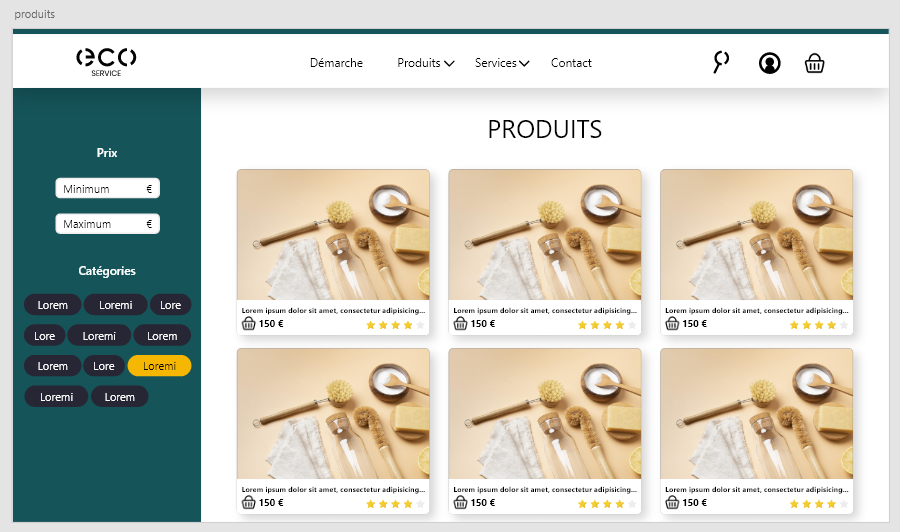 produits
eco
SERVICE
Démarche Produits Services Contact
PRODUITS
Prix
Minimum €
Maximum €
Catégories
Lorem Loremi Lore
Lore Loremi Lorem
Lorem Lore Loremi
Loremi Lorem
Lorem ipsum dolor sit amet, consectetur adipisicing...
150 €
Lorem ipsum dolor sit amet, consectetur adipisicing...
150 €
Lorem ipsum dolor sit amet, consectetur adipisicing...
150 €
Lorem ipsum dolor sit amet, consectetur adipisicing...
150 €
Lorem ipsum dolor sit amet, consectetur adipisicing...
150 €
Lorem ipsum dolor sit amet, consectetur adipisicing...
150 €